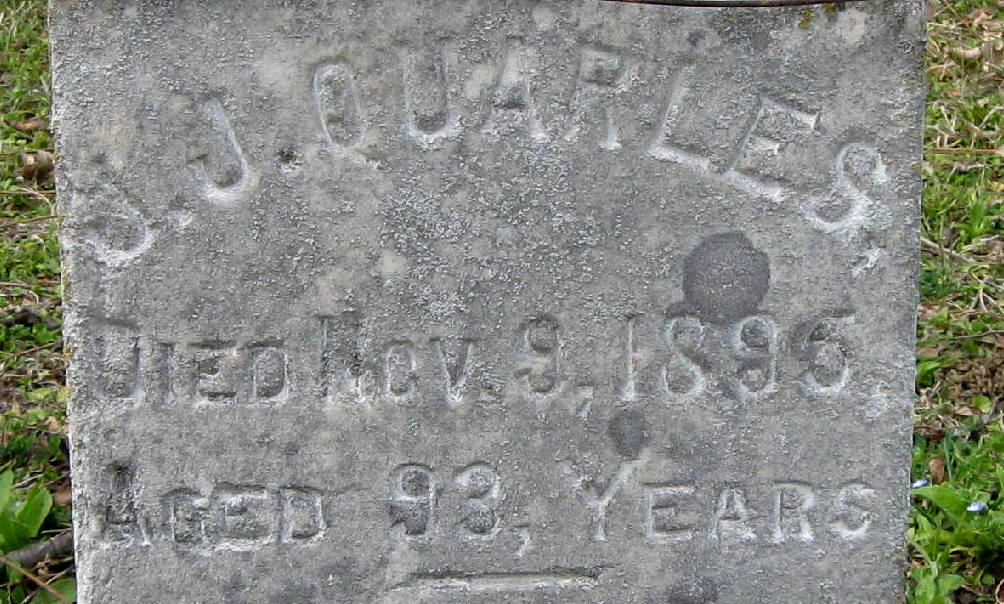 J. J. QUARLES,
DIED NOV. 9, 1895,
AGED 93, YEARS